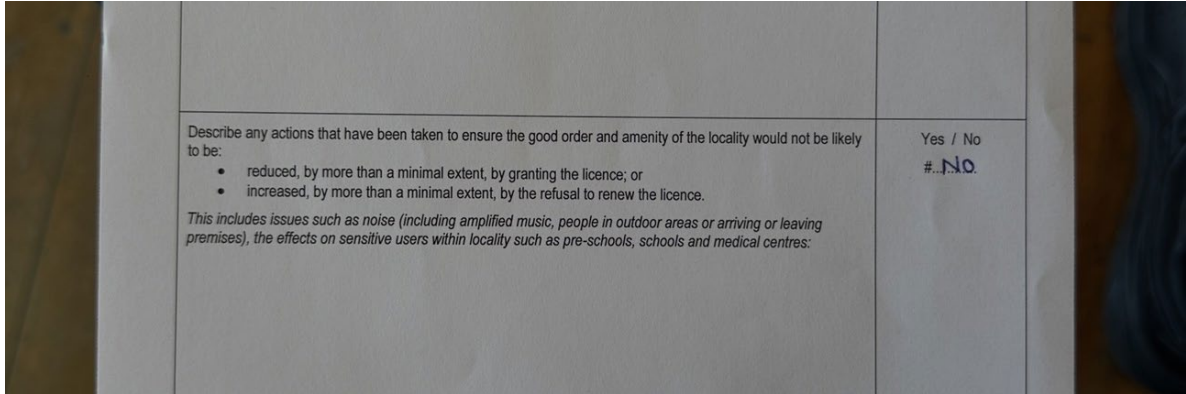 Describe any actions that have been taken to ensure the good order and amenity of the locality would not be likely
to be:
• reduced, by more than a minimal extent, by granting the licence; or
• increased, by more than a minimal extent, by the refusal to renew the licence.
This includes issues such as noise (including amplified music, people in outdoor areas or arriving or leaving
premises), the effects on sensitive users within locality such as pre-schools, schools and medical centres:
Yes / No
#..No.